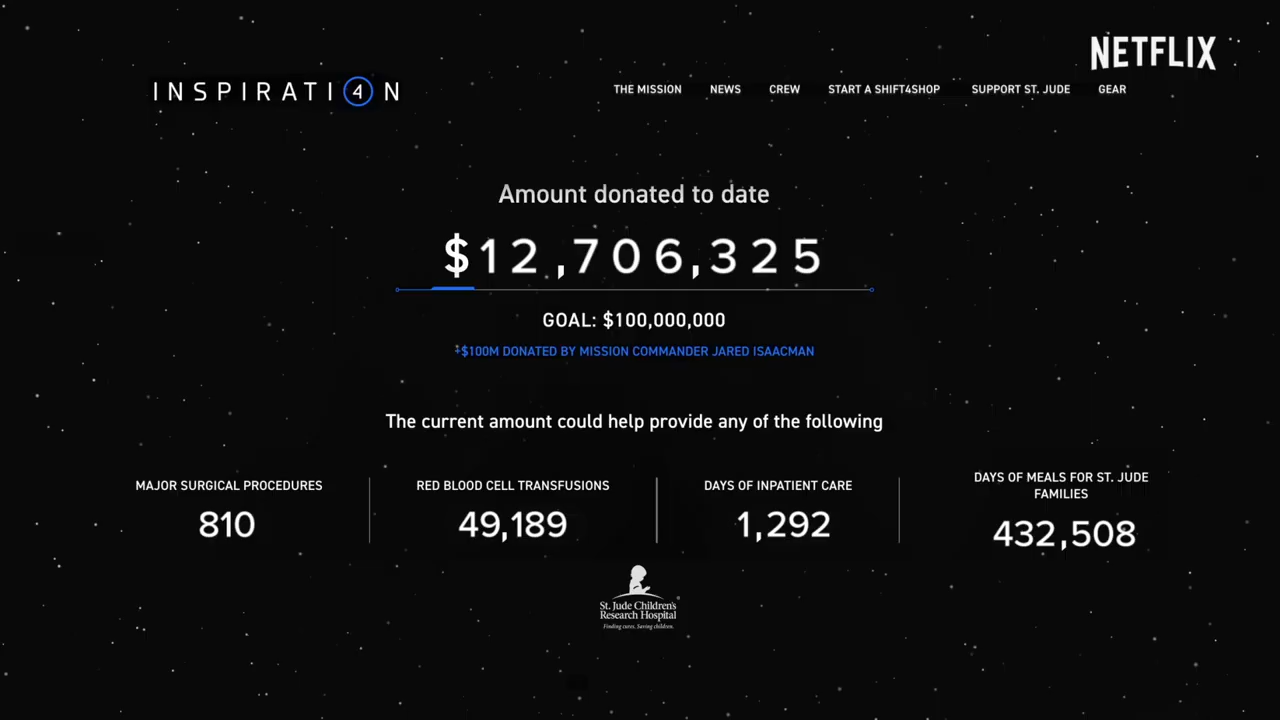 NETFLIX
INSPIRATI4N
THE MISSION NEWS CREW START A SHIFT4SHOP SUPPORT ST. JUDE GEAR
Amount donated to date
$12,706,325
GOAL: $100,000,000
+$100M DONATED BY MISSION COMMANDER JARED ISAACMAN
The current amount could help provide any of the following
MAJOR SURGICAL PROCEDURES
810
RED BLOOD CELL TRANSFUSIONS
49,189
DAYS OF INPATIENT CARE
1,292
DAYS OF MEALS FOR ST. JUDE
FAMILIES
432,508
St. Jude Children's
Research Hospital
Finding cures. Saving children.